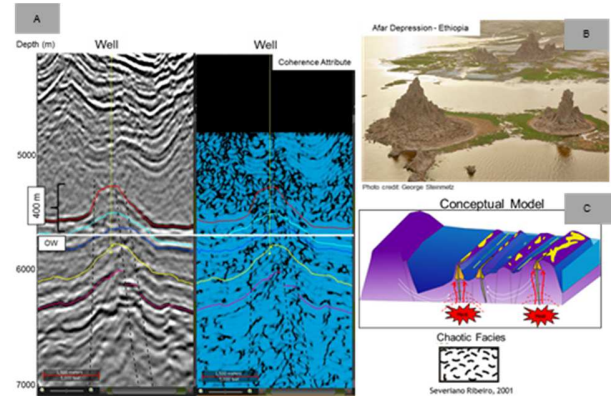 A
Depth (m)
Well
Well
Coherence Attribute
5000
400 m
OW
6000
7000
Afar Depression - Ethiopia
B
Photo credit: George Steinmetz
Conceptual Model
C
Chaotic Facies
Severiano Ribeiro, 2001